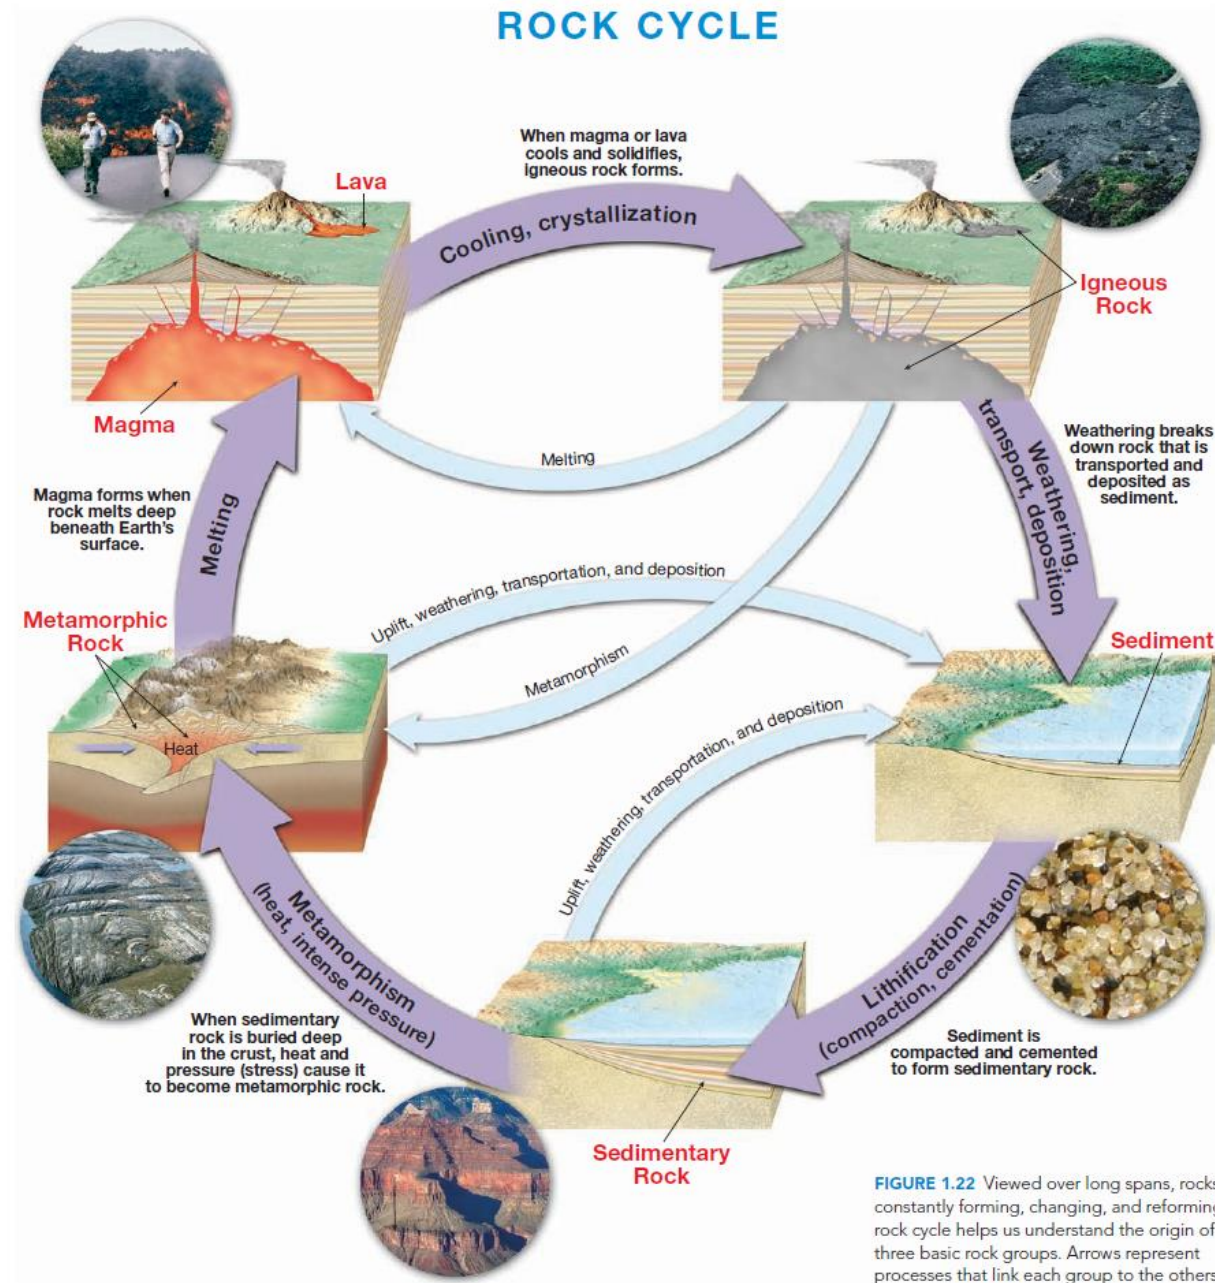 ROCK CYCLE
When magma or lava
cools and solidifies,
igneous rock forms.
Lava
Cooling, crystallization
Igneous
Rock
Magma
Melting
Weathering,
transport, deposition
Weathering breaks
down rock that is
transported and
deposited as
sediment.
Magma forms when
rock melts deep
beneath Earth's
surface.
Melting
Uplift, weathering, transportation, and deposition
Metamorphic
Rock
Metamorphism
Sediment
Heat
Uplift, weathering, transportation, and deposition
Metamorphism
(heat, intense pressure)
Lithification
(compaction, cementation)
When sedimentary
rock is buried deep
in the crust, heat and
pressure (stress) cause it
to become metamorphic rock.
Sediment is
compacted and cemented
to form sedimentary rock.
Sedimentary
Rock
FIGURE 1.22 Viewed over long spans, rocks
constantly forming, changing, and reforming
rock cycle helps us understand the origin of
three basic rock groups. Arrows represent
processes that link each group to the others